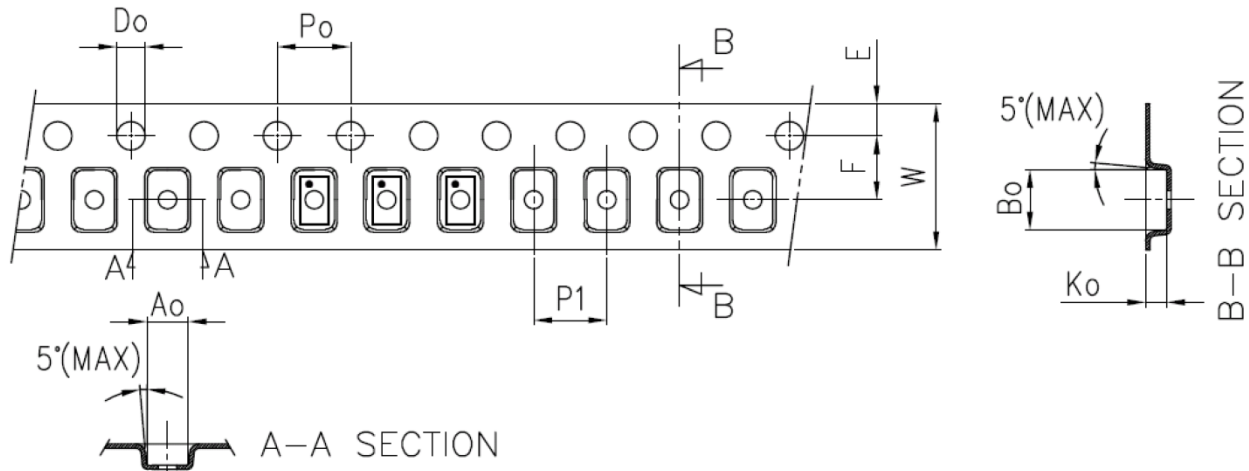 Do
Po
B
E
F
W
A
A
B
P1
Ao
5°(MAX)
A-A SECTION
5°(MAX)
Bo
Ko
B-B SECTION